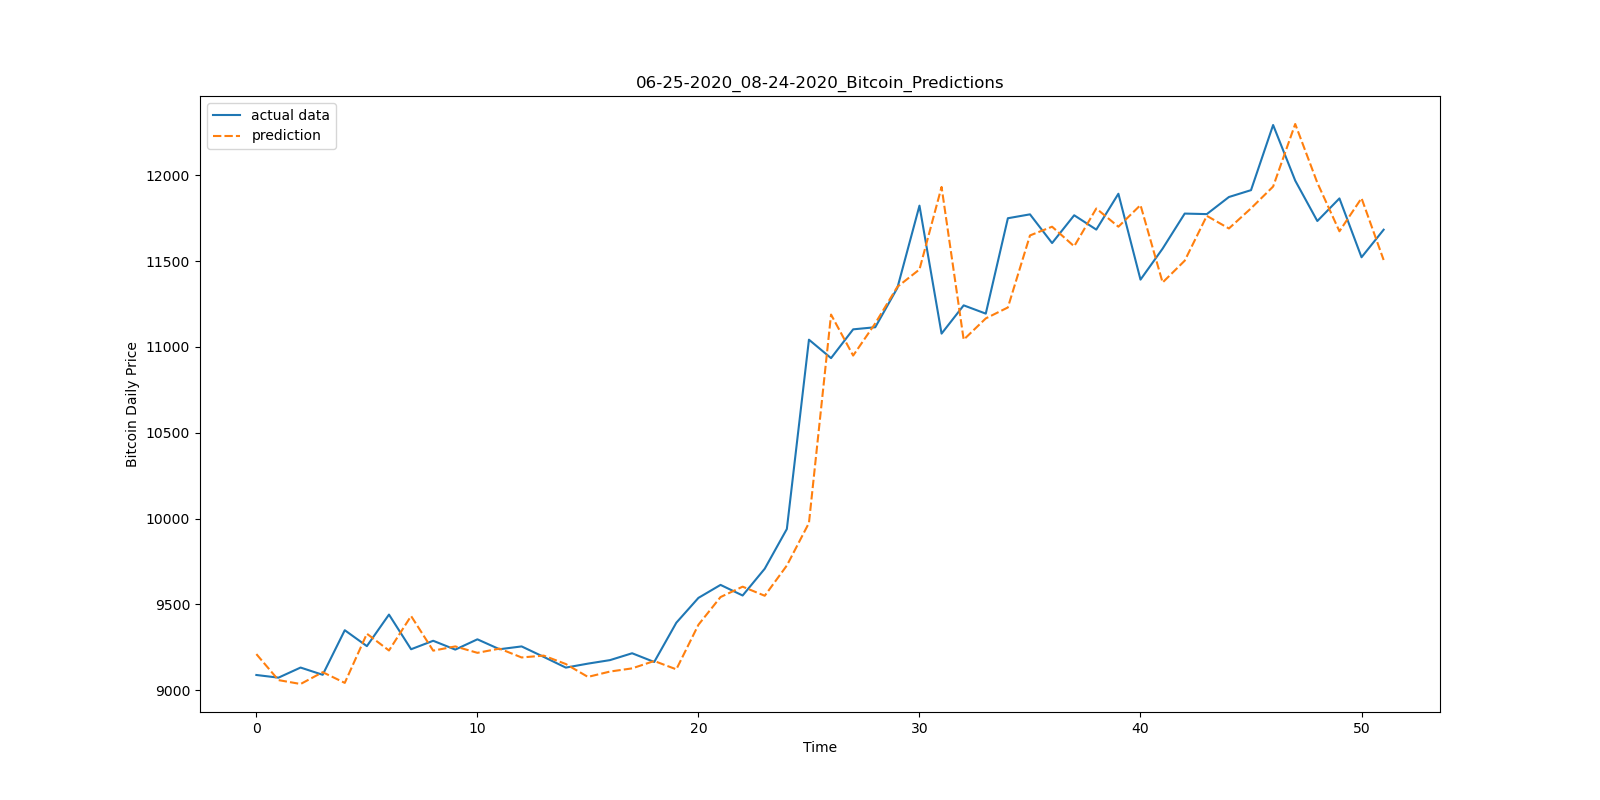 06-25-2020_08-24-2020_Bitcoin_Predictions
actual data
prediction
12000
11500
11000
10500
10000
9500
9000
Bitcoin Daily Price
0 10 20 30 40 50
Time